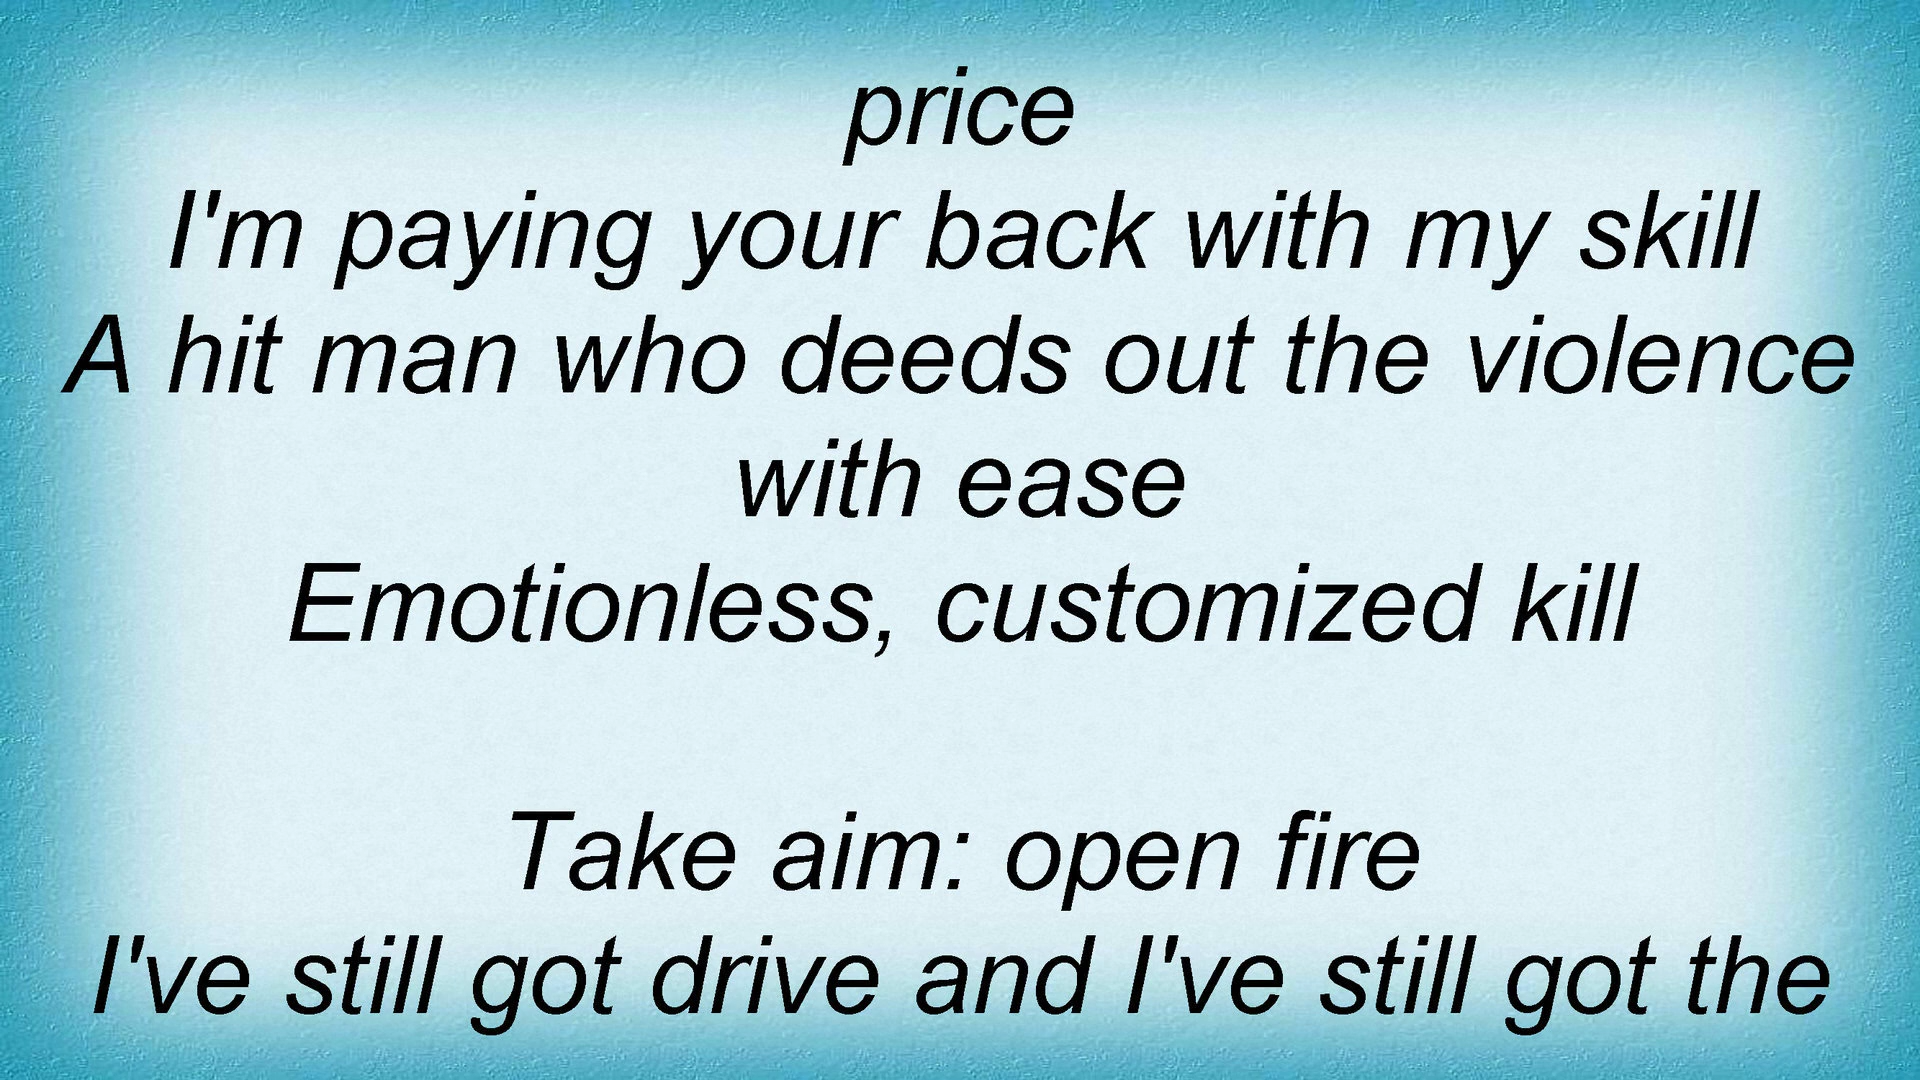 price
I'm paying your back with my skill
A hit man who deeds out the violence
with ease
Emotionless, customized kill
Take aim: open fire
I've still got drive and I've still got the